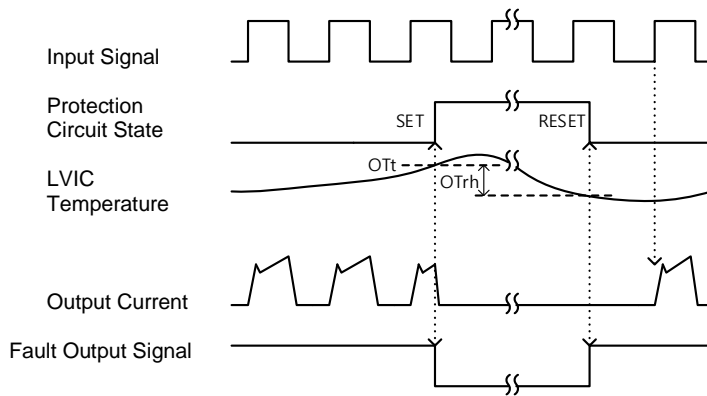 Input Signal
Protection
Circuit State
SET
RESET
LVIC
Temperature
OTt
OTrh
Output Current
Fault Output Signal